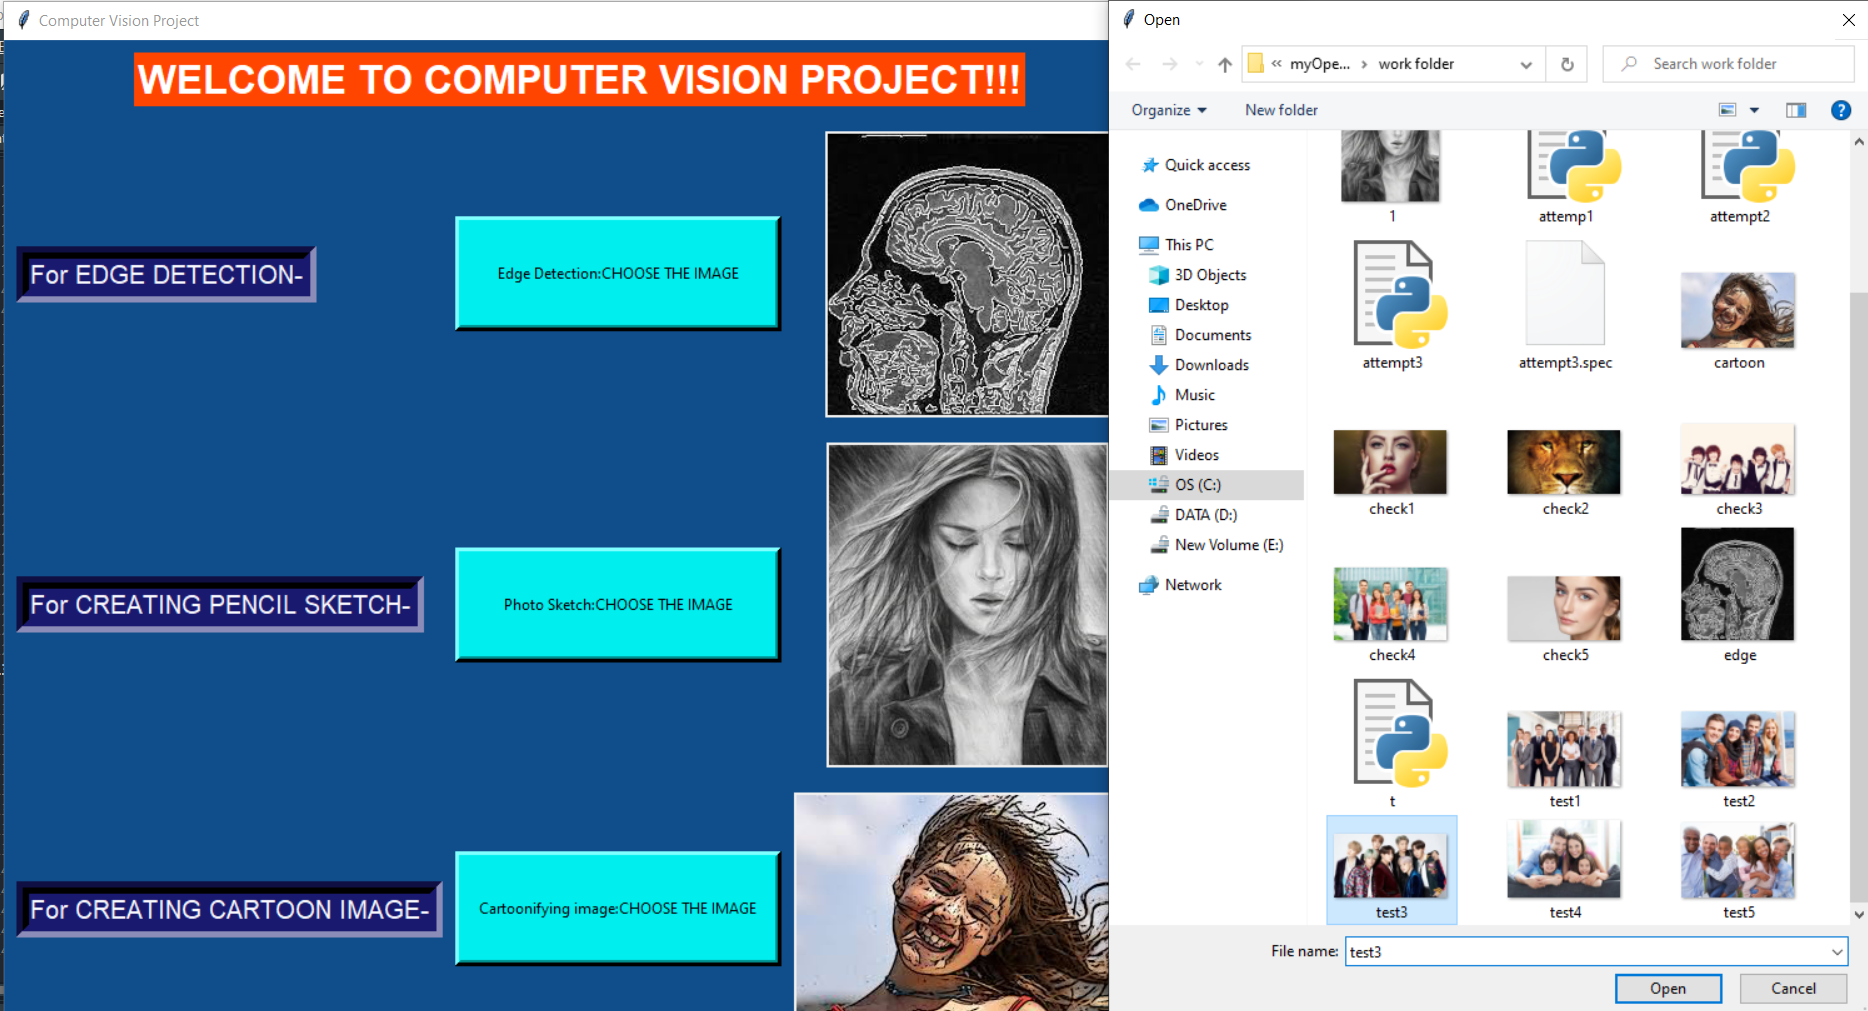 Computer Vision Project
WELCOME TO COMPUTER VISION PROJECT!!!
For EDGE DETECTION-
Edge Detection:CHOOSE THE IMAGE
For CREATING PENCIL SKETCH-
Photo Sketch:CHOOSE THE IMAGE
For CREATING CARTOON IMAGE-
Cartoonifying image:CHOOSE THE IMAGE
Open
« myOpe... › work folder
Search work folder
Organize
New folder
?
Quick access
OneDrive
This PC
3D Objects
Desktop
Documents
Downloads
Music
Pictures
Videos
OS (C:)
DATA (D:)
New Volume (E:)
Network
1
attemp1
attempt2
attempt3
attempt3.spec
cartoon
check1
check2
check3
check4
check5
edge
t
test1
test2
test3
test4
test5
File name: test3
Open
Cancel